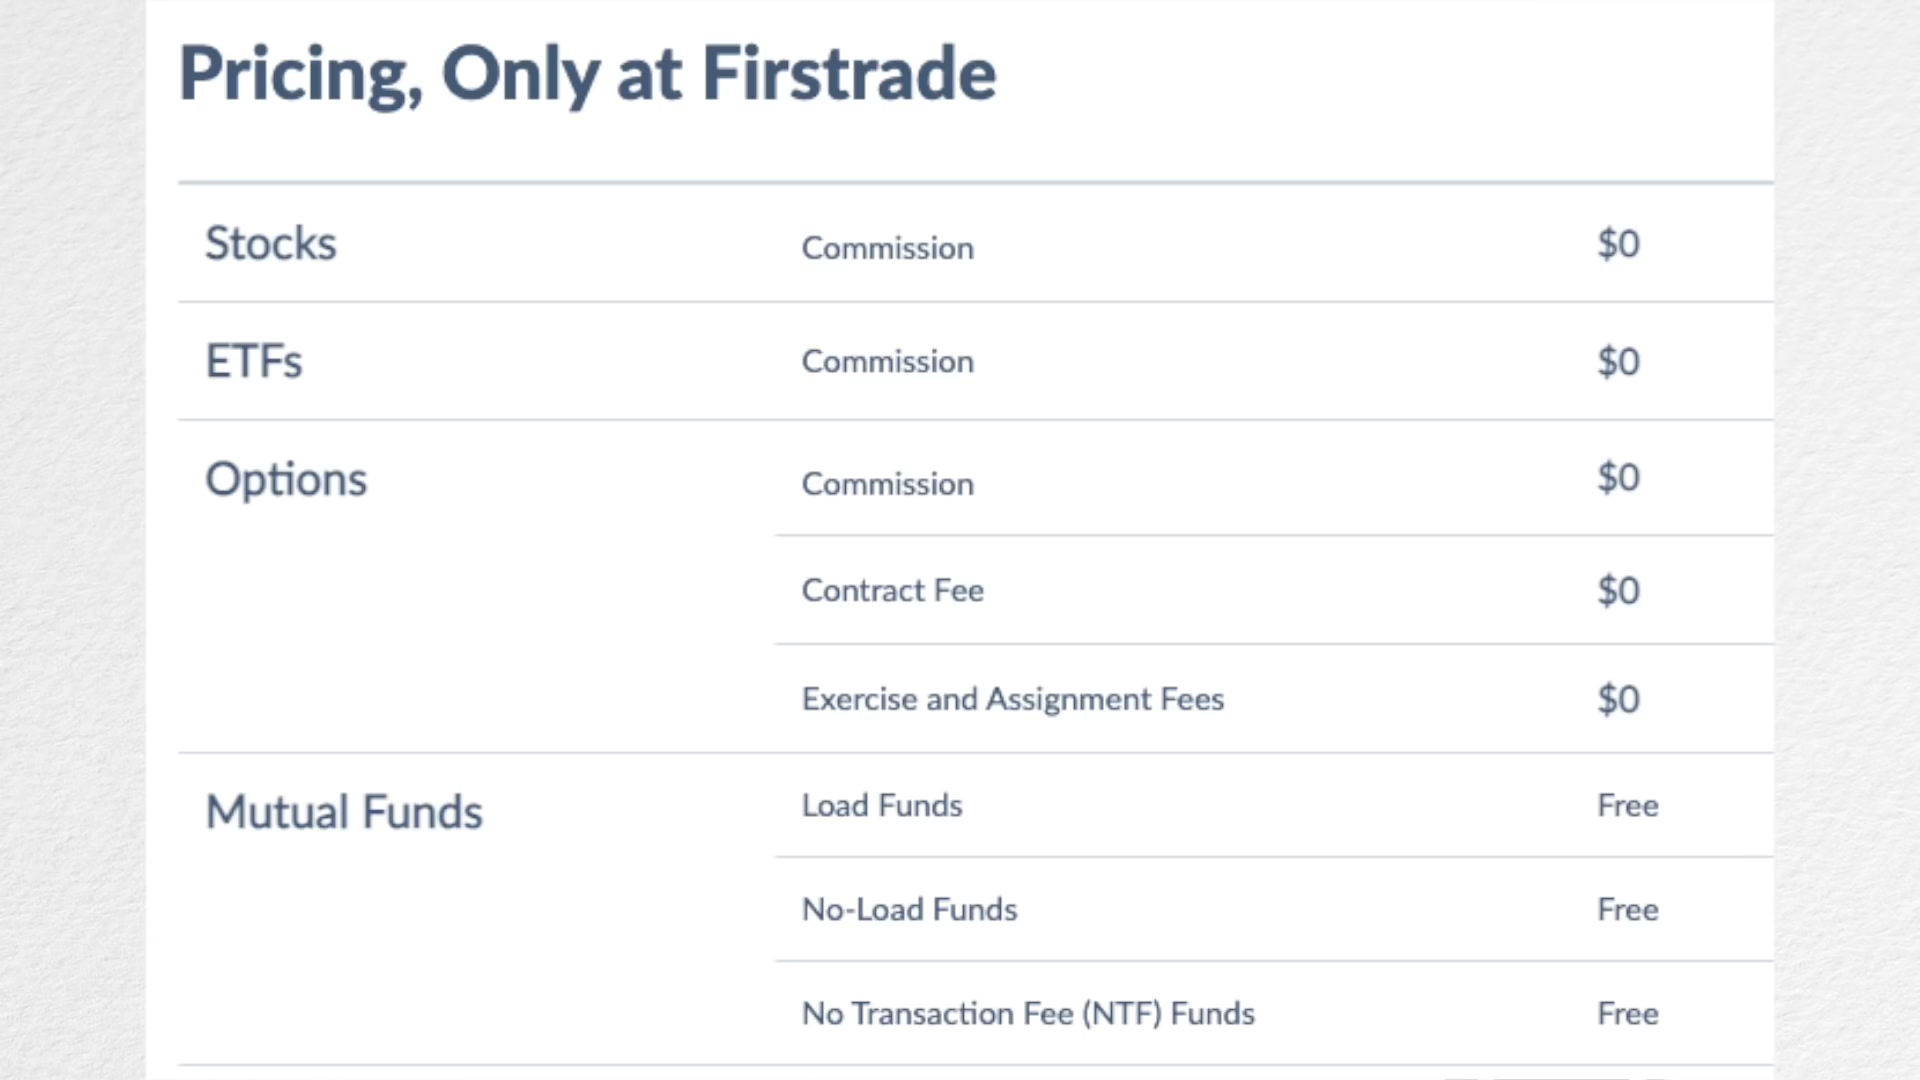 Pricing, Only at Firstrade
Stocks Commission $0
ETFs Commission $0
Options Commission $0
Contract Fee $0
Exercise and Assignment Fees $0
Mutual Funds Load Funds Free
No-Load Funds Free
No Transaction Fee (NTF) Funds Free